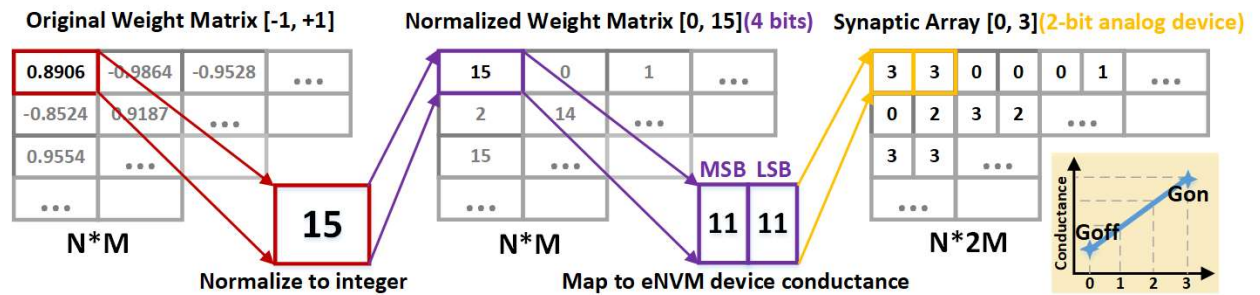 Original Weight Matrix [-1, +1]
Normalized Weight Matrix [0, 15](4 bits)
Synaptic Array [0, 3](2-bit analog device)
0.8906 -0.9864 -0.9528 ...
-0.8524 0.9187 ...
0.9554 ...
...
N*M
15
Normalize to integer
15 0 1 ...
2 14 ...
15 ...
...
N*M
MSB LSB
11 11
Map to eNVM device conductance
3 3 0 0 0 1 ...
0 2 3 2 ...
3 3 ...
...
N*2M
Conductance
Gon
Goff
0 1 2 3